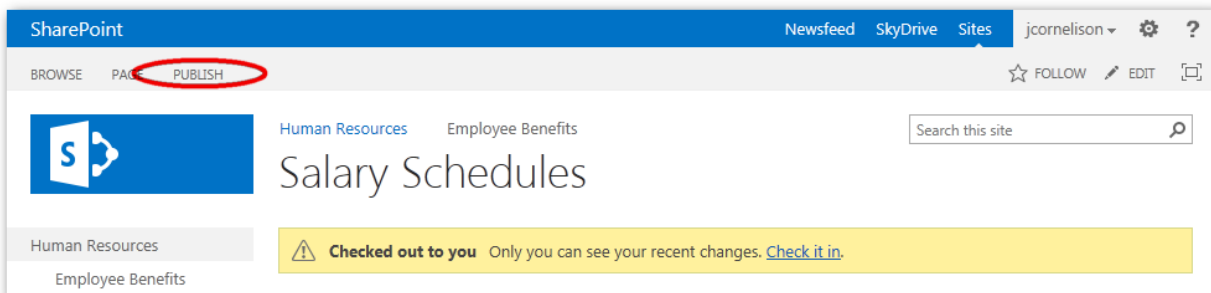 SharePoint Newsfeed SkyDrive Sites jcornelison ?
BROWSE PAGE PUBLISH FOLLOW EDIT
S
Human Resources Employee Benefits Search this site
Salary Schedules
Human Resources
Checked out to you Only you can see your recent changes. Check it in.
Employee Benefits